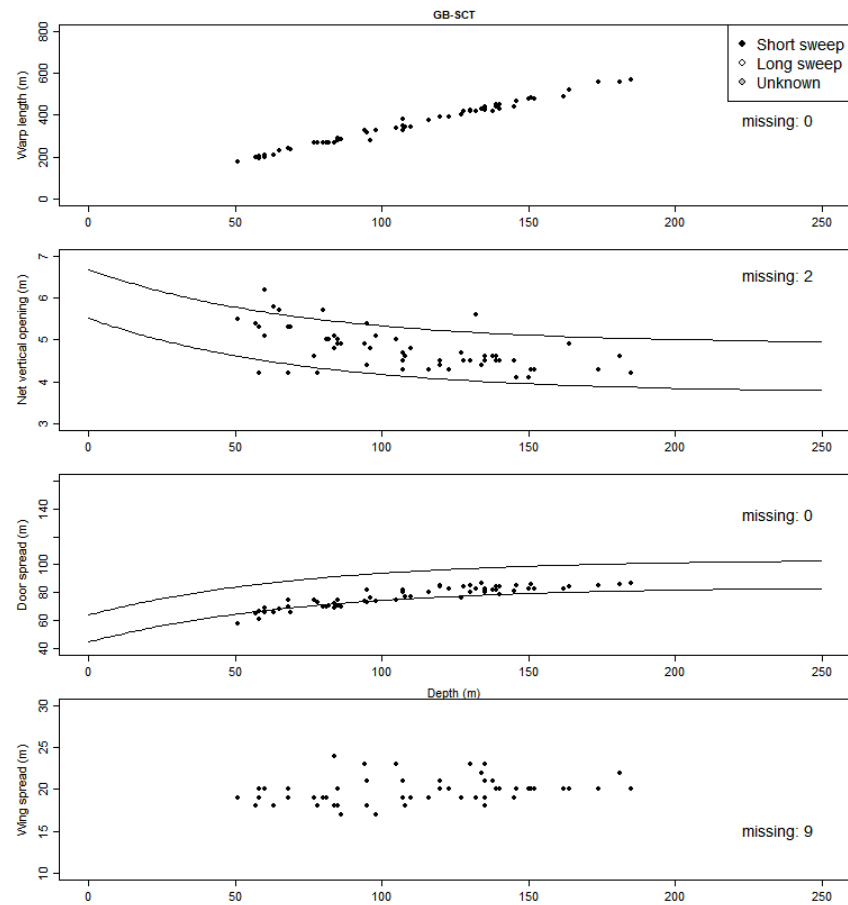 GB-SCT
Warp length (m)
0 200 400 600 800
Short sweep
Long sweep
Unknown
missing: 0
0 50 100 150 200 250
Net vertical opening (m)
3 4 5 6 7
missing: 2
0 50 100 150 200 250
Door spread (m)
40 60 80 100 140
missing: 0
0 50 100 150 200 250
Depth (m)
Wing spread (m)
10 15 20 25 30
missing: 9
0 50 100 150 200 250